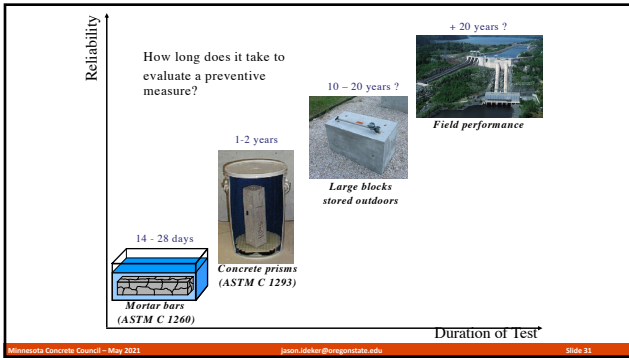 + 20 years ?
Reliability
How long does it take to
evaluate a preventive
measure?
10 – 20 years ?
Field performance
1-2 years
Large blocks
stored outdoors
14 - 28 days
Concrete prisms
(ASTM C 1293)
Mortar bars
(ASTM C 1260)
Duration of Test
Minnesota Concrete Council – May 2021 jason.ideker@oregonstate.edu Slide 31